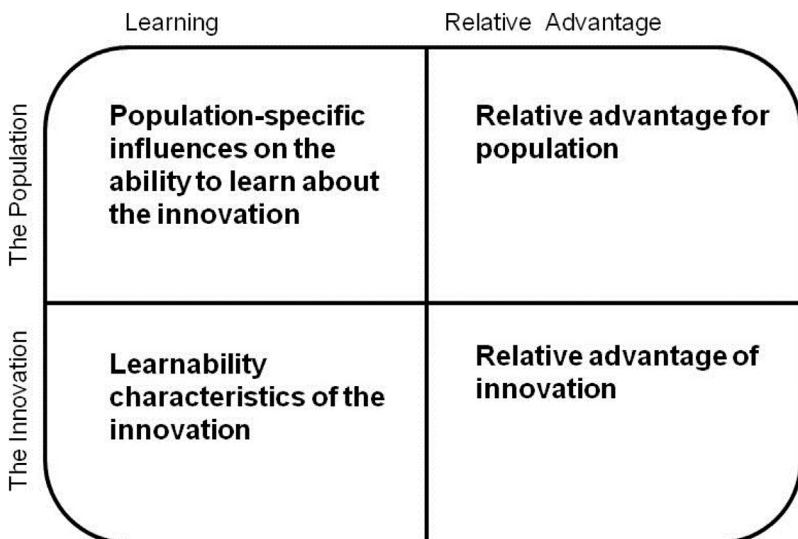 Learning
Relative Advantage
The Population
Population-specific
influences on the
ability to learn about
the innovation
Relative advantage for
population
The Innovation
Learnability
characteristics of the
innovation
Relative advantage of
innovation